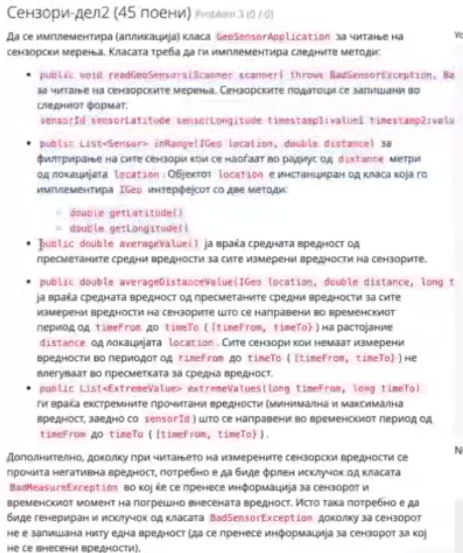 Сензори-дел2 (45 поени) Problem 3 (0 / 0)
Да се имплементира (апликација) класа GeoSensorApplication за читање на
сензорски мерења. Класата треба да ги имплементира следните методи:
public void readGeoSensors(Scanner scanner) throws BadSensorException, Ba
за читање на сензорските мерења. Сензорските податоци се запишани во
следниот формат:
sensorId sensorLatitude sensorLongitude timestamp1:value1 timestamp2:valu
public List<Sensor> inRange(IGeo location, double distance) за
филтрирање на сите сензори кои се наоѓаат во радиус од distance метри
од локацијата location. Објектот location е инстанциран од класа која го
имплементира IGeo интерфејсот со две методи:
double getLatitude()
double getLongitude()
public double averageValue() ја враќа средната вредност од
пресметаните средни вредности за сите измерени вредности на сензорите.
public double averageDistanceValue(IGeo location, double distance, long t
ја враќа средната вредност од пресметаните средни вредности за сите
измерени вредности на сензорите што се направени во временскиот
период од timeFrom до timeTo ( [timeFrom, timeTo) ) на растојание
distance од локацијата location. Сите сензори кои немаат измерени
вредности во периодот од timeFrom до timeTo ( [timeFrom, timeTo) ) не
влегуваат во пресметката за средна вредност.
public List<ExtremeValue> extremeValues(long timeFrom, long timeTo)
ги враќа екстремните прочитани вредности (минимална и максимална
вредност, заедно со sensorId ) што се направени во временскиот период од
timeFrom до timeTo ( [timeFrom, timeTo) ).
Дополнително, доколку при читањето на измерените сензорски вредности се
прочита негативна вредност, потребно е да биде фрлен исклучок од класата
BadMeasureException во кој ќе се пренесе информација за сензорот и
временскиот момент на погрешно внесената вредност. Исто така потребно е да
биде генериран и исклучок од класата BadSensorException доколку за сензорот
не е запишана ниту една вредност (да се пренесе информација за сензорот за кој
не се внесени вредности).